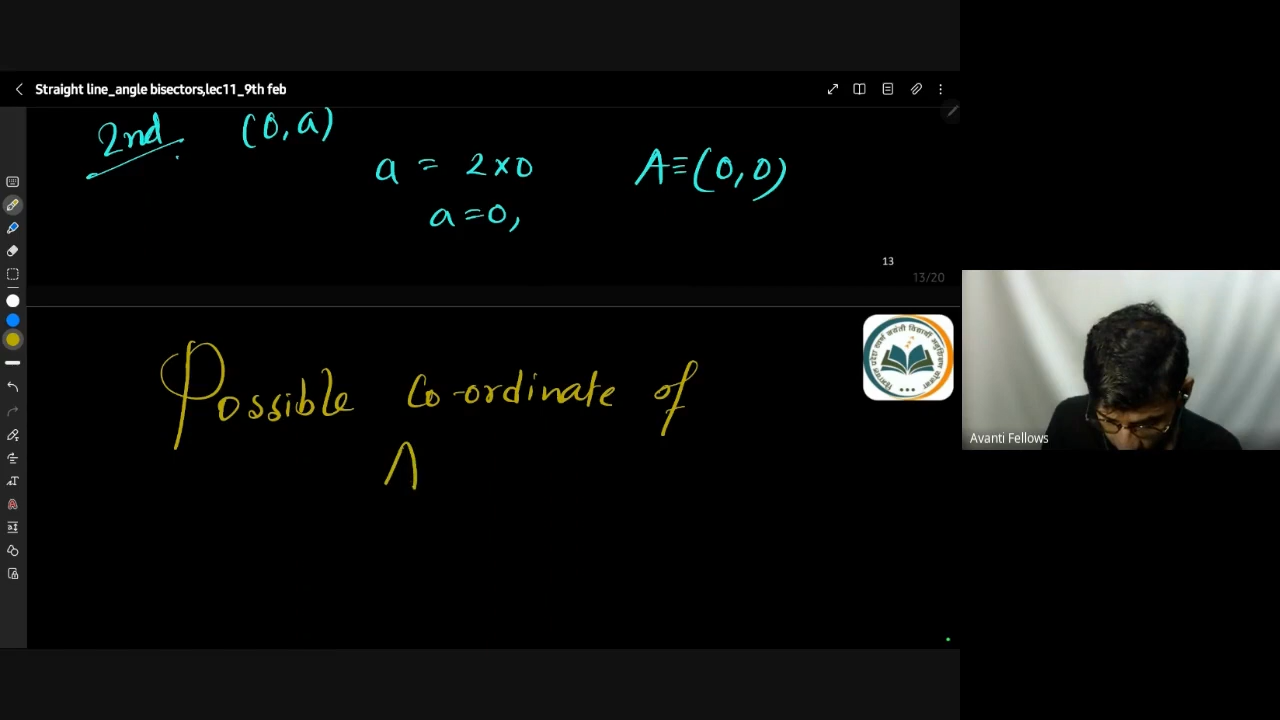 Straight line_angle bisectors,lec11_9th feb
2nd. (0,a)
a = 2×0
A≡(0,0)
a=0,
13
13/20
Possible Co-ordinate of
Avanti Fellows